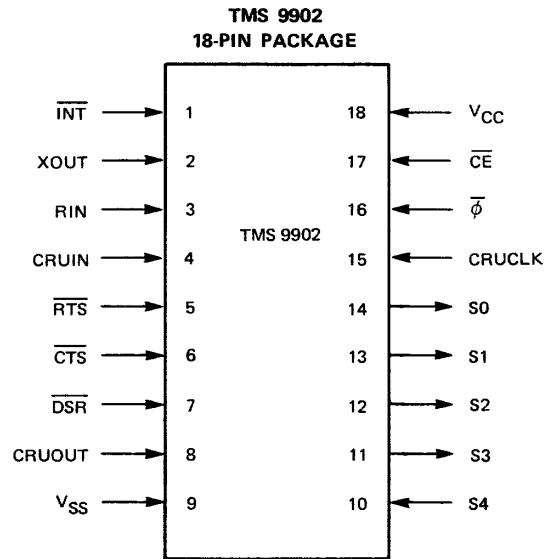 TMS 9902
18-PIN PACKAGE
INT 1 18 VCC
XOUT 2 17 CE
RIN 3 16 ϕ
TMS 9902
CRUIN 4 15 CRUCLK
RTS 5 14 S0
CTS 6 13 S1
DSR 7 12 S2
CRUOUT 8 11 S3
VSS 9 10 S4